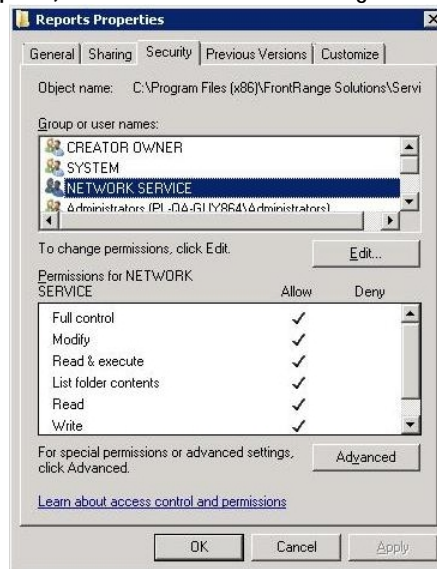 Reports Properties
General Sharing Security Previous Versions Customize
Object name: C:\Program Files (x86)\FrontRange Solutions\Servi
Group or user names:
CREATOR OWNER
SYSTEM
NETWORK SERVICE
Administrators (PL-QA-GUY864\Administrators)
To change permissions, click Edit.
Edit...
Permissions for NETWORK
SERVICE Allow Deny
Full control
Modify
Read & execute
List folder contents
Read
Write
For special permissions or advanced settings,
click Advanced.
Advanced
Learn about access control and permissions
OK Cancel Apply